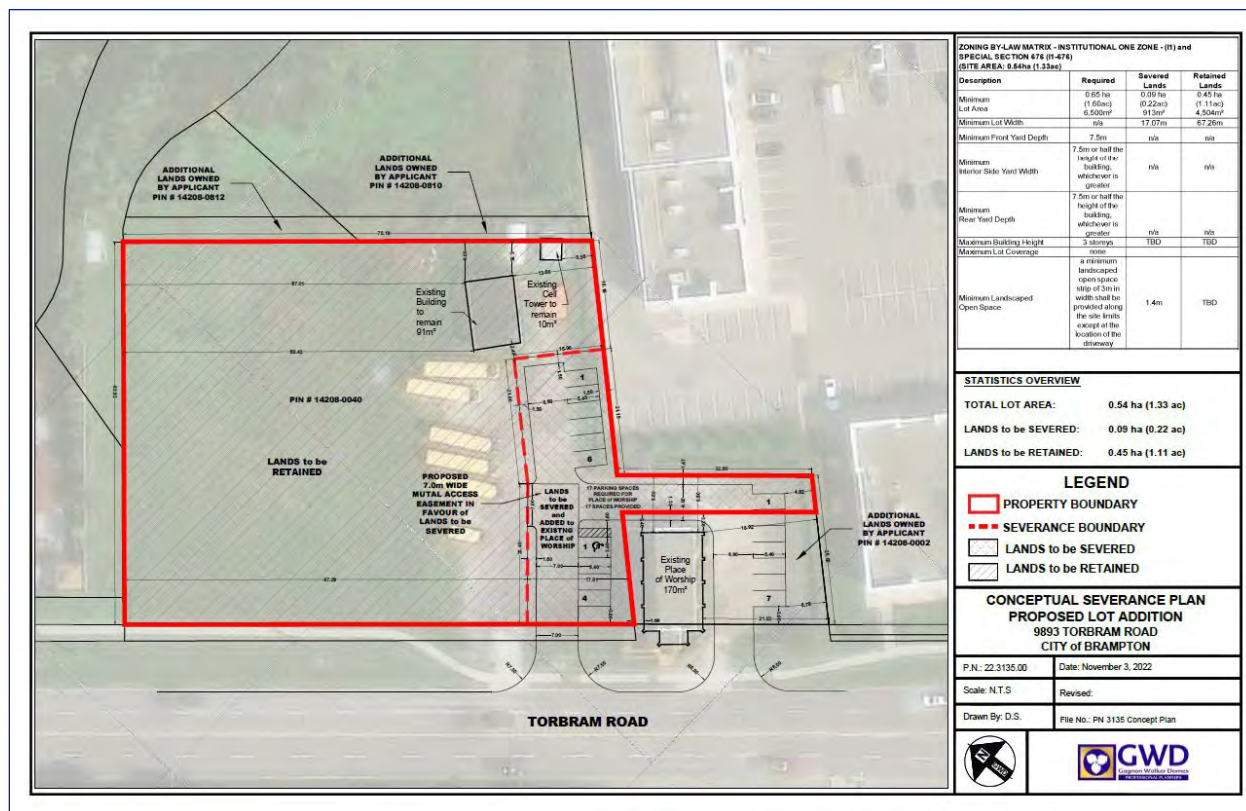 ADDITIONAL
LANDS OWNED
BY APPLICANT
PIN # 14208-0812
ADDITIONAL
LANDS OWNED
BY APPLICANT
PIN # 14208-0810
Existing
Building
to
remain
91m²
Existing
Cell
Tower to
remain
10m²
PIN # 14208-0040
LANDS to be
RETAINED
PROPOSED
7.0m WIDE
MUTAL ACCESS
EASEMENT IN
FAVOUR of
LANDS to be
SEVERED
LANDS
to be
SEVERED
and
ADDED to
EXISTNG
PLACE of
WORSHIP
17 PARKING SPACES
REQUIRED FOR
PLACE of WORSHIP
17 SPACES PROVIDED
1
6
1
1
4
7
Existing
Place
of Worship
170m²
ADDITIONAL
LANDS OWNED
BY APPLICANT
PIN # 14208-0002
7.00
TORBRAM ROAD
ZONING BY-LAW MATRIX - INSTITUTIONAL ONE ZONE - (I1) and
SPECIAL SECTION 676 (I1-676)
(SITE AREA: 0.54ha (1.33ac)
Description Required Severed Lands Retained Lands
Minimum Lot Area 0.65 ha (1.60ac) 6,500m² 0.09 ha (0.22ac) 913m² 0.45 ha (1.11ac) 4,504m²
Minimum Lot Width n/a 17.07m 67.26m
Minimum Front Yard Depth 7.5m n/a n/a
Minimum Interior Side Yard Width 7.5m or half the height of the building, whichever is greater n/a n/a
Minimum Rear Yard Depth 7.5m or half the height of the building, whichever is greater n/a n/a
Maximum Building Height 3 storeys TBD TBD
Maximum Lot Coverage none
Minimum Landscaped Open Space a minimum landscaped open space strip of 3m in width shall be provided along the site limits except at the location of the driveway 1.4m TBD
STATISTICS OVERVIEW
TOTAL LOT AREA: 0.54 ha (1.33 ac)
LANDS to be SEVERED: 0.09 ha (0.22 ac)
LANDS to be RETAINED: 0.45 ha (1.11 ac)
LEGEND
PROPERTY BOUNDARY
SEVERANCE BOUNDARY
LANDS to be SEVERED
LANDS to be RETAINED
CONCEPTUAL SEVERANCE PLAN
PROPOSED LOT ADDITION
9893 TORBRAM ROAD
CITY of BRAMPTON
P.N.: 22.3135.00 Date: November 3, 2022
Scale: N.T.S Revised:
Drawn By: D.S. File No.: PN 3135 Concept Plan
GWD
Gagnon Walker Domes
PROFESSIONAL PLANNERS